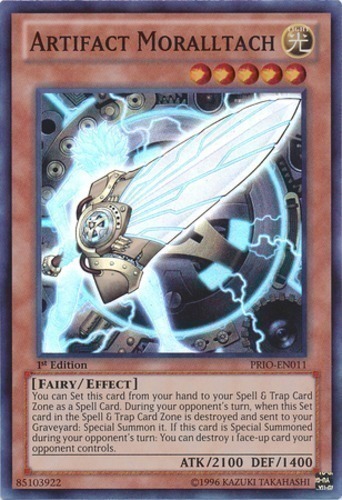 ARTIFACT MORALLTACH
LIGHT
光
1st Edition
PRIO-EN011
[FAIRY/EFFECT]
You can Set this card from your hand to your Spell & Trap Card
Zone as a Spell Card. During your opponent's turn, when this Set
card in the Spell & Trap Card Zone is destroyed and sent to your
Graveyard: Special Summon it. If this card is Special Summoned
during your opponent's turn: You can destroy 1 face-up card your
opponent controls.
ATK/2100 DEF/1400
85103922
©1996 KAZUKI TAKAHASHI